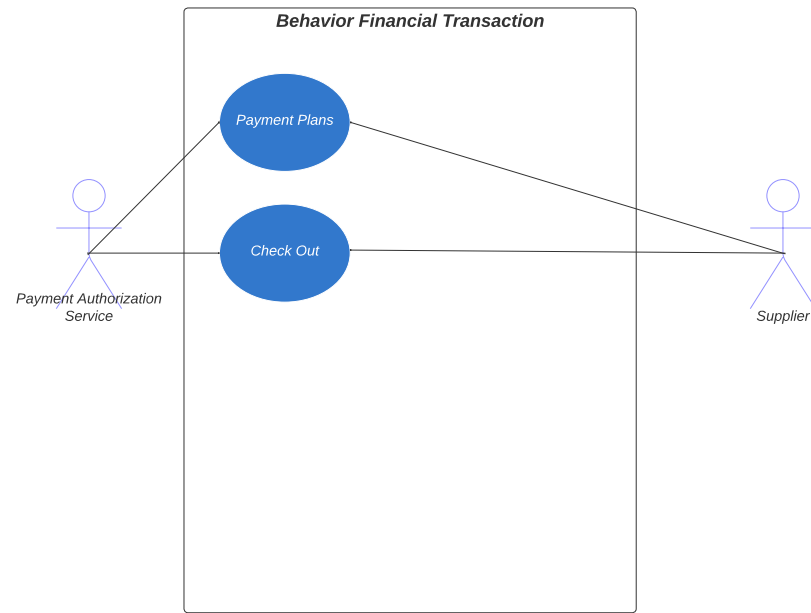 Behavior Financial Transaction
Payment Plans
Check Out
Payment Authorization
Service
Supplier